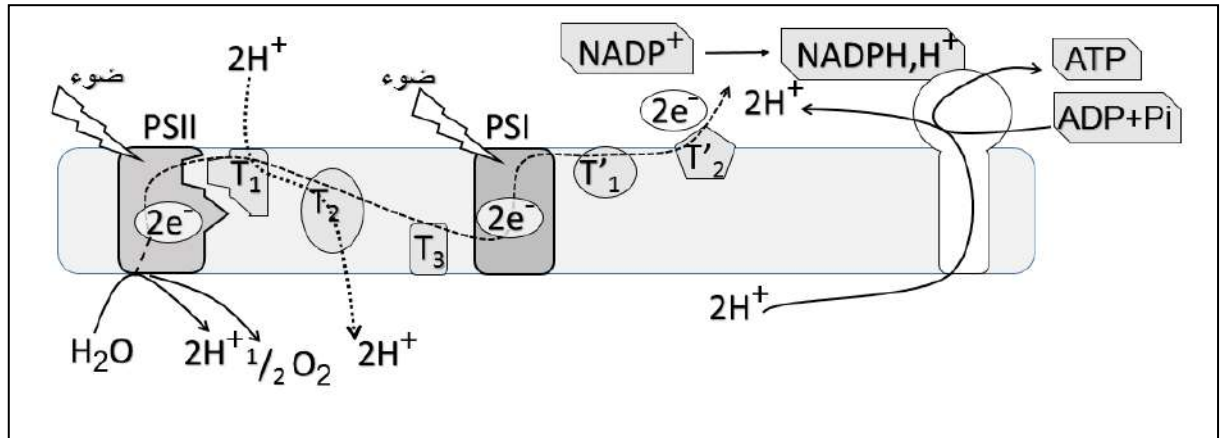 NADP⁺
NADPH,H⁺
ATP
2H⁺
ضوء
ضوء
2e⁻
2H⁺
ADP+Pi
PSII
PSI
T₁
T'₁
T'₂
T₂
2e⁻
2e⁻
T₃
2H⁺
H₂O
2H⁺
½ O₂
2H⁺